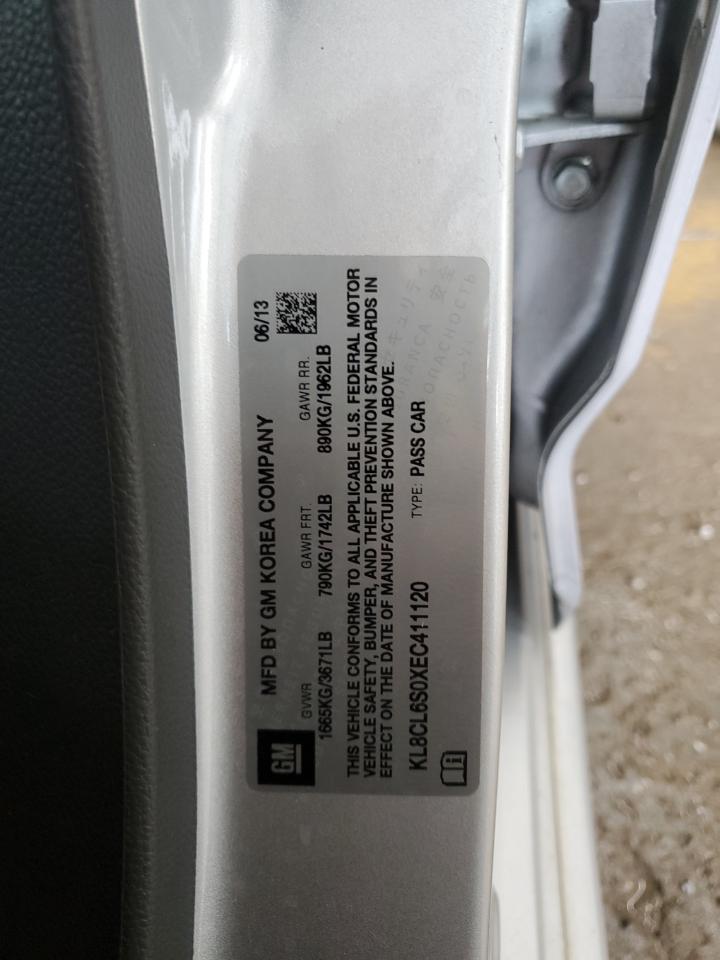 GM
MFD BY GM KOREA COMPANY 06/13
GVWR GAWR FRT. GAWR RR.
1665KG/3671LB 790KG/1742LB 890KG/1962LB
THIS VEHICLE CONFORMS TO ALL APPLICABLE U.S. FEDERAL MOTOR
VEHICLE SAFETY, BUMPER, AND THEFT PREVENTION STANDARDS IN
EFFECT ON THE DATE OF MANUFACTURE SHOWN ABOVE.
KL8CL6S0XEC411120 TYPE: PASS CAR